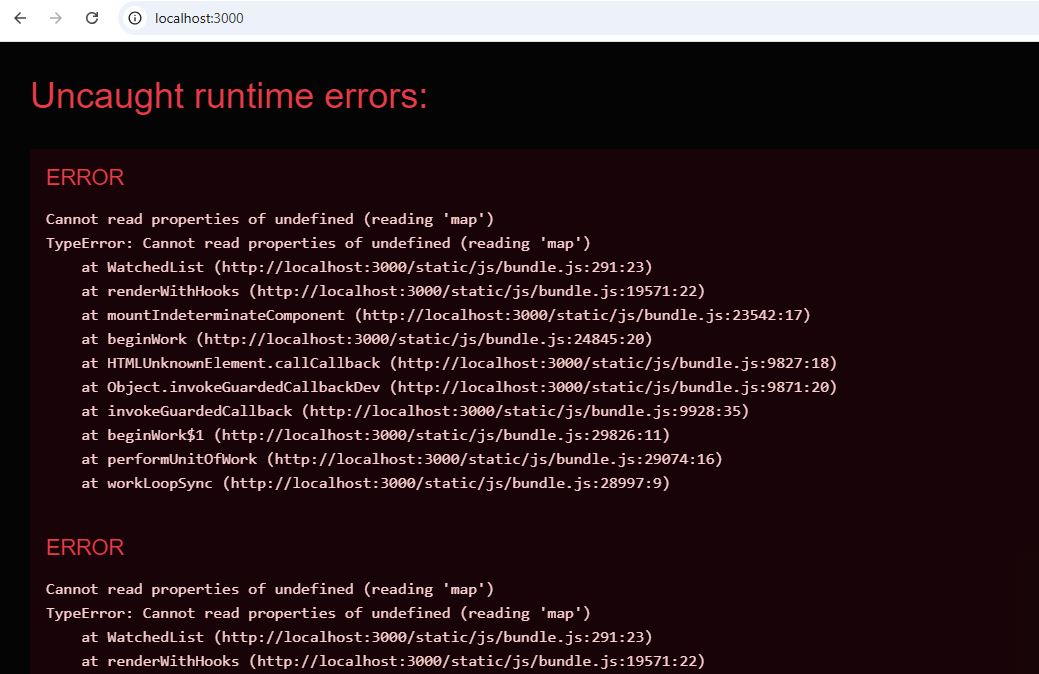 localhost:3000
Uncaught runtime errors:
ERROR
Cannot read properties of undefined (reading 'map')
TypeError: Cannot read properties of undefined (reading 'map')
at WatchedList (http://localhost:3000/static/js/bundle.js:291:23)
at renderWithHooks (http://localhost:3000/static/js/bundle.js:19571:22)
at mountIndeterminateComponent (http://localhost:3000/static/js/bundle.js:23542:17)
at beginWork (http://localhost:3000/static/js/bundle.js:24845:20)
at HTMLUnknownElement.callCallback (http://localhost:3000/static/js/bundle.js:9827:18)
at Object.invokeGuardedCallbackDev (http://localhost:3000/static/js/bundle.js:9871:20)
at invokeGuardedCallback (http://localhost:3000/static/js/bundle.js:9928:35)
at beginWork$1 (http://localhost:3000/static/js/bundle.js:29826:11)
at performUnitOfWork (http://localhost:3000/static/js/bundle.js:29074:16)
at workLoopSync (http://localhost:3000/static/js/bundle.js:28997:9)
ERROR
Cannot read properties of undefined (reading 'map')
TypeError: Cannot read properties of undefined (reading 'map')
at WatchedList (http://localhost:3000/static/js/bundle.js:291:23)
at renderWithHooks (http://localhost:3000/static/js/bundle.js:19571:22)